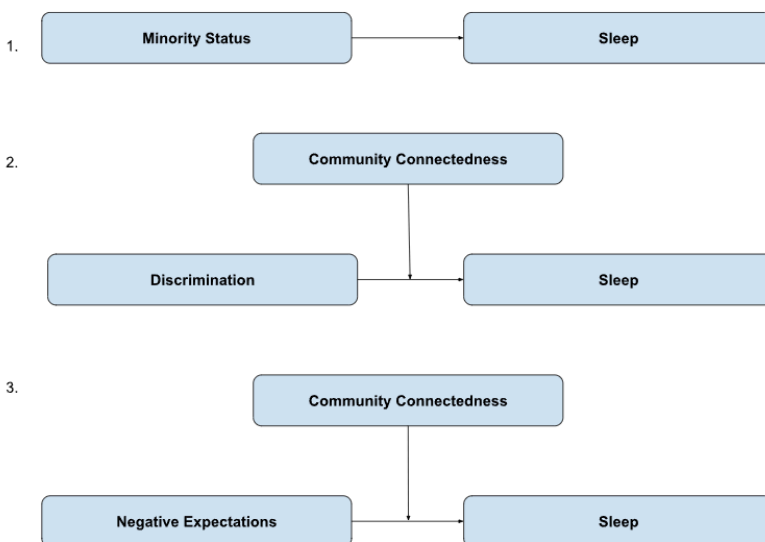 1.
Minority Status
Sleep
2.
Community Connectedness
Discrimination
Sleep
3.
Community Connectedness
Negative Expectations
Sleep